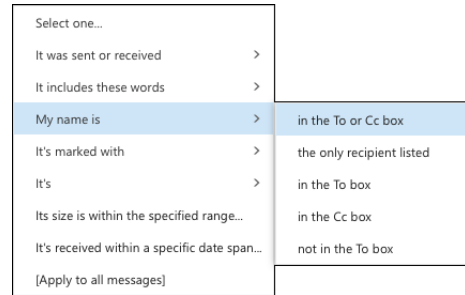 Select one...
It was sent or received
It includes these words
My name is
It's marked with
It's
Its size is within the specified range...
It's received within a specific date span...
[Apply to all messages]
in the To or Cc box
the only recipient listed
in the To box
in the Cc box
not in the To box